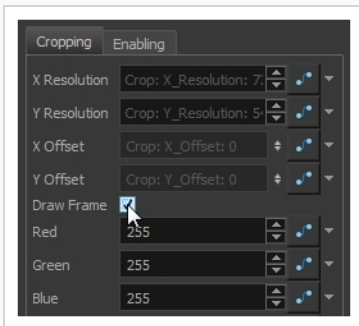 Cropping Enabling
X Resolution Crop: X_Resolution: 7
Y Resolution Crop: Y_Resolution: 5
X Offset Crop: X_Offset: 0
Y Offset Crop: Y_Offset: 0
Draw Frame
Red 255
Green 255
Blue 255